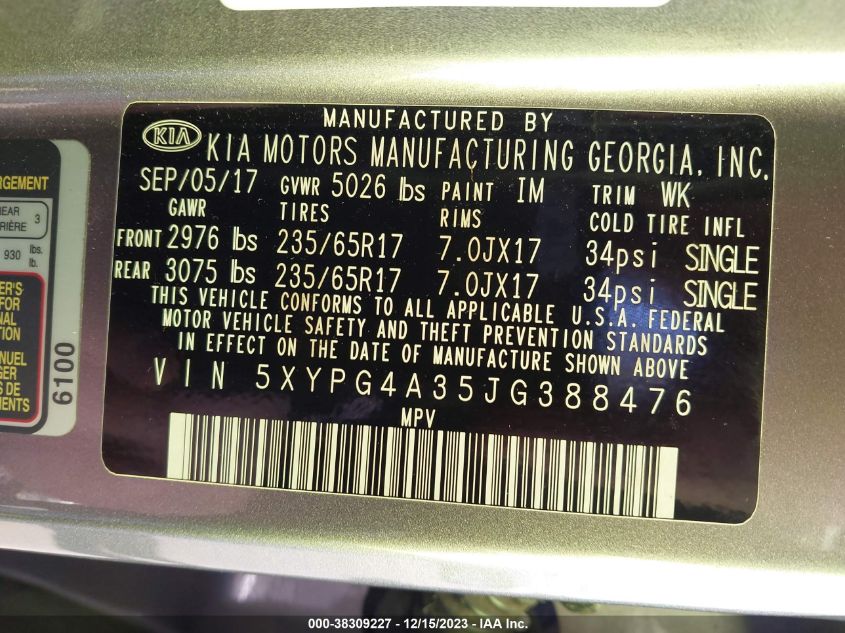 MANUFACTURED BY
KIA KIA MOTORS MANUFACTURING GEORGIA, INC.
SEP/05/17 GVWR 5026 lbs PAINT IM TRIM WK
GAWR TIRES RIMS COLD TIRE INFL
FRONT 2976 lbs 235/65R17 7.0JX17 34psi SINGLE
REAR 3075 lbs 235/65R17 7.0JX17 34psi SINGLE
THIS VEHICLE CONFORMS TO ALL APPLICABLE U.S.A. FEDERAL
MOTOR VEHICLE SAFETY AND THEFT PREVENTION STANDARDS
IN EFFECT ON THE DATE OF MANUFACTURE SHOWN ABOVE
VIN 5XYPG4A35JG388476
MPV
3
930 lbs.
lb.
6100
000-38309227 - 12/15/2023 - IAA Inc.